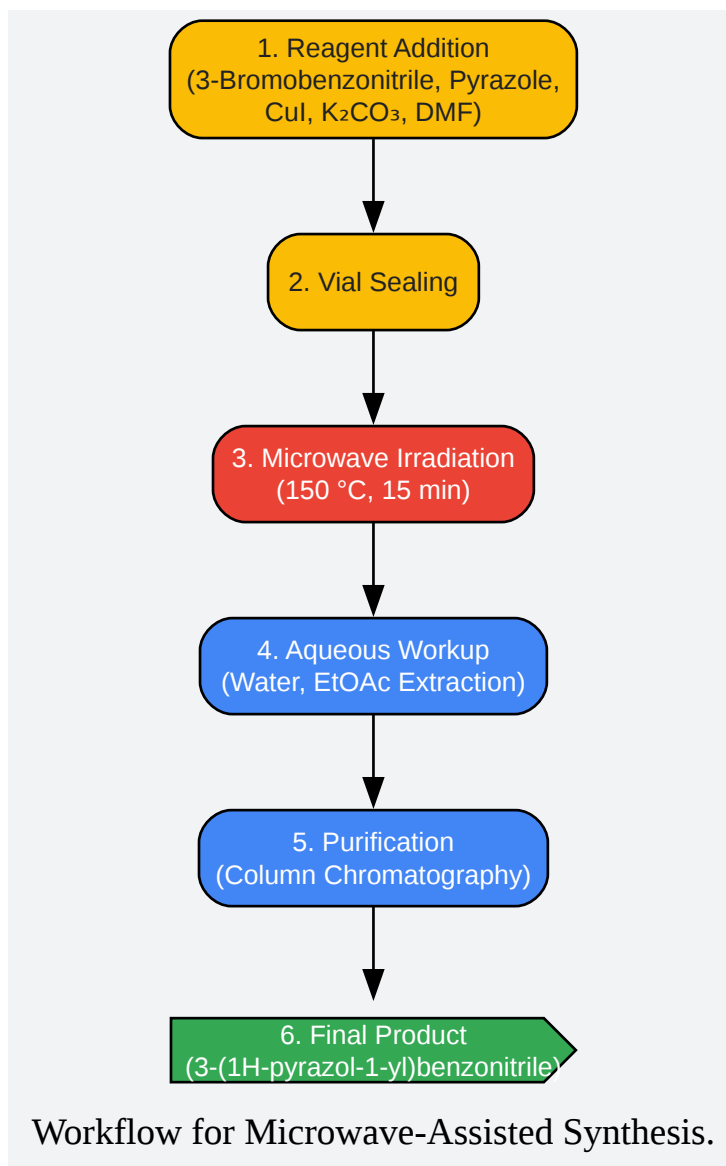 1. Reagent Addition
(3-Bromobenzonitrile, Pyrazole,
CuI, K₂CO₃, DMF)
2. Vial Sealing
3. Microwave Irradiation
(150 °C, 15 min)
4. Aqueous Workup
(Water, EtOAc Extraction)
5. Purification
(Column Chromatography)
6. Final Product
(3-(1H-pyrazol-1-yl)benzonitrile)
Workflow for Microwave-Assisted Synthesis.